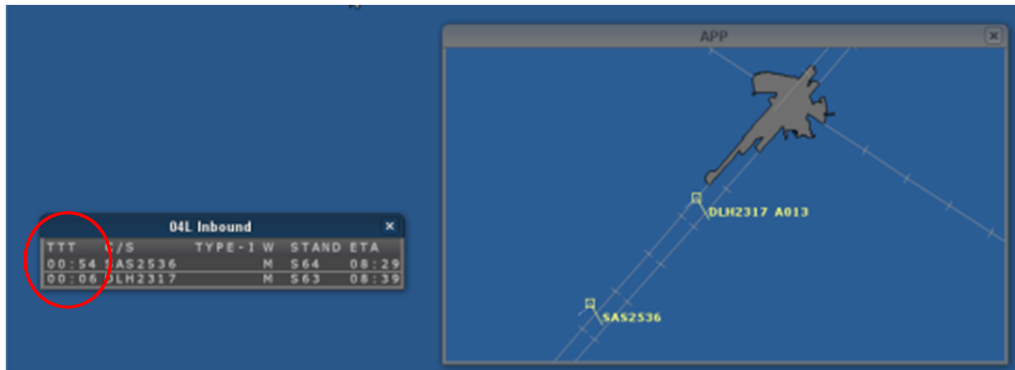 APP
DLH2317 A013
SAS2536
04L Inbound
TTT C/S TYPE-I W STAND ETA
00:54 SAS2536 M S64 08:29
00:06 DLH2317 M S63 08:39